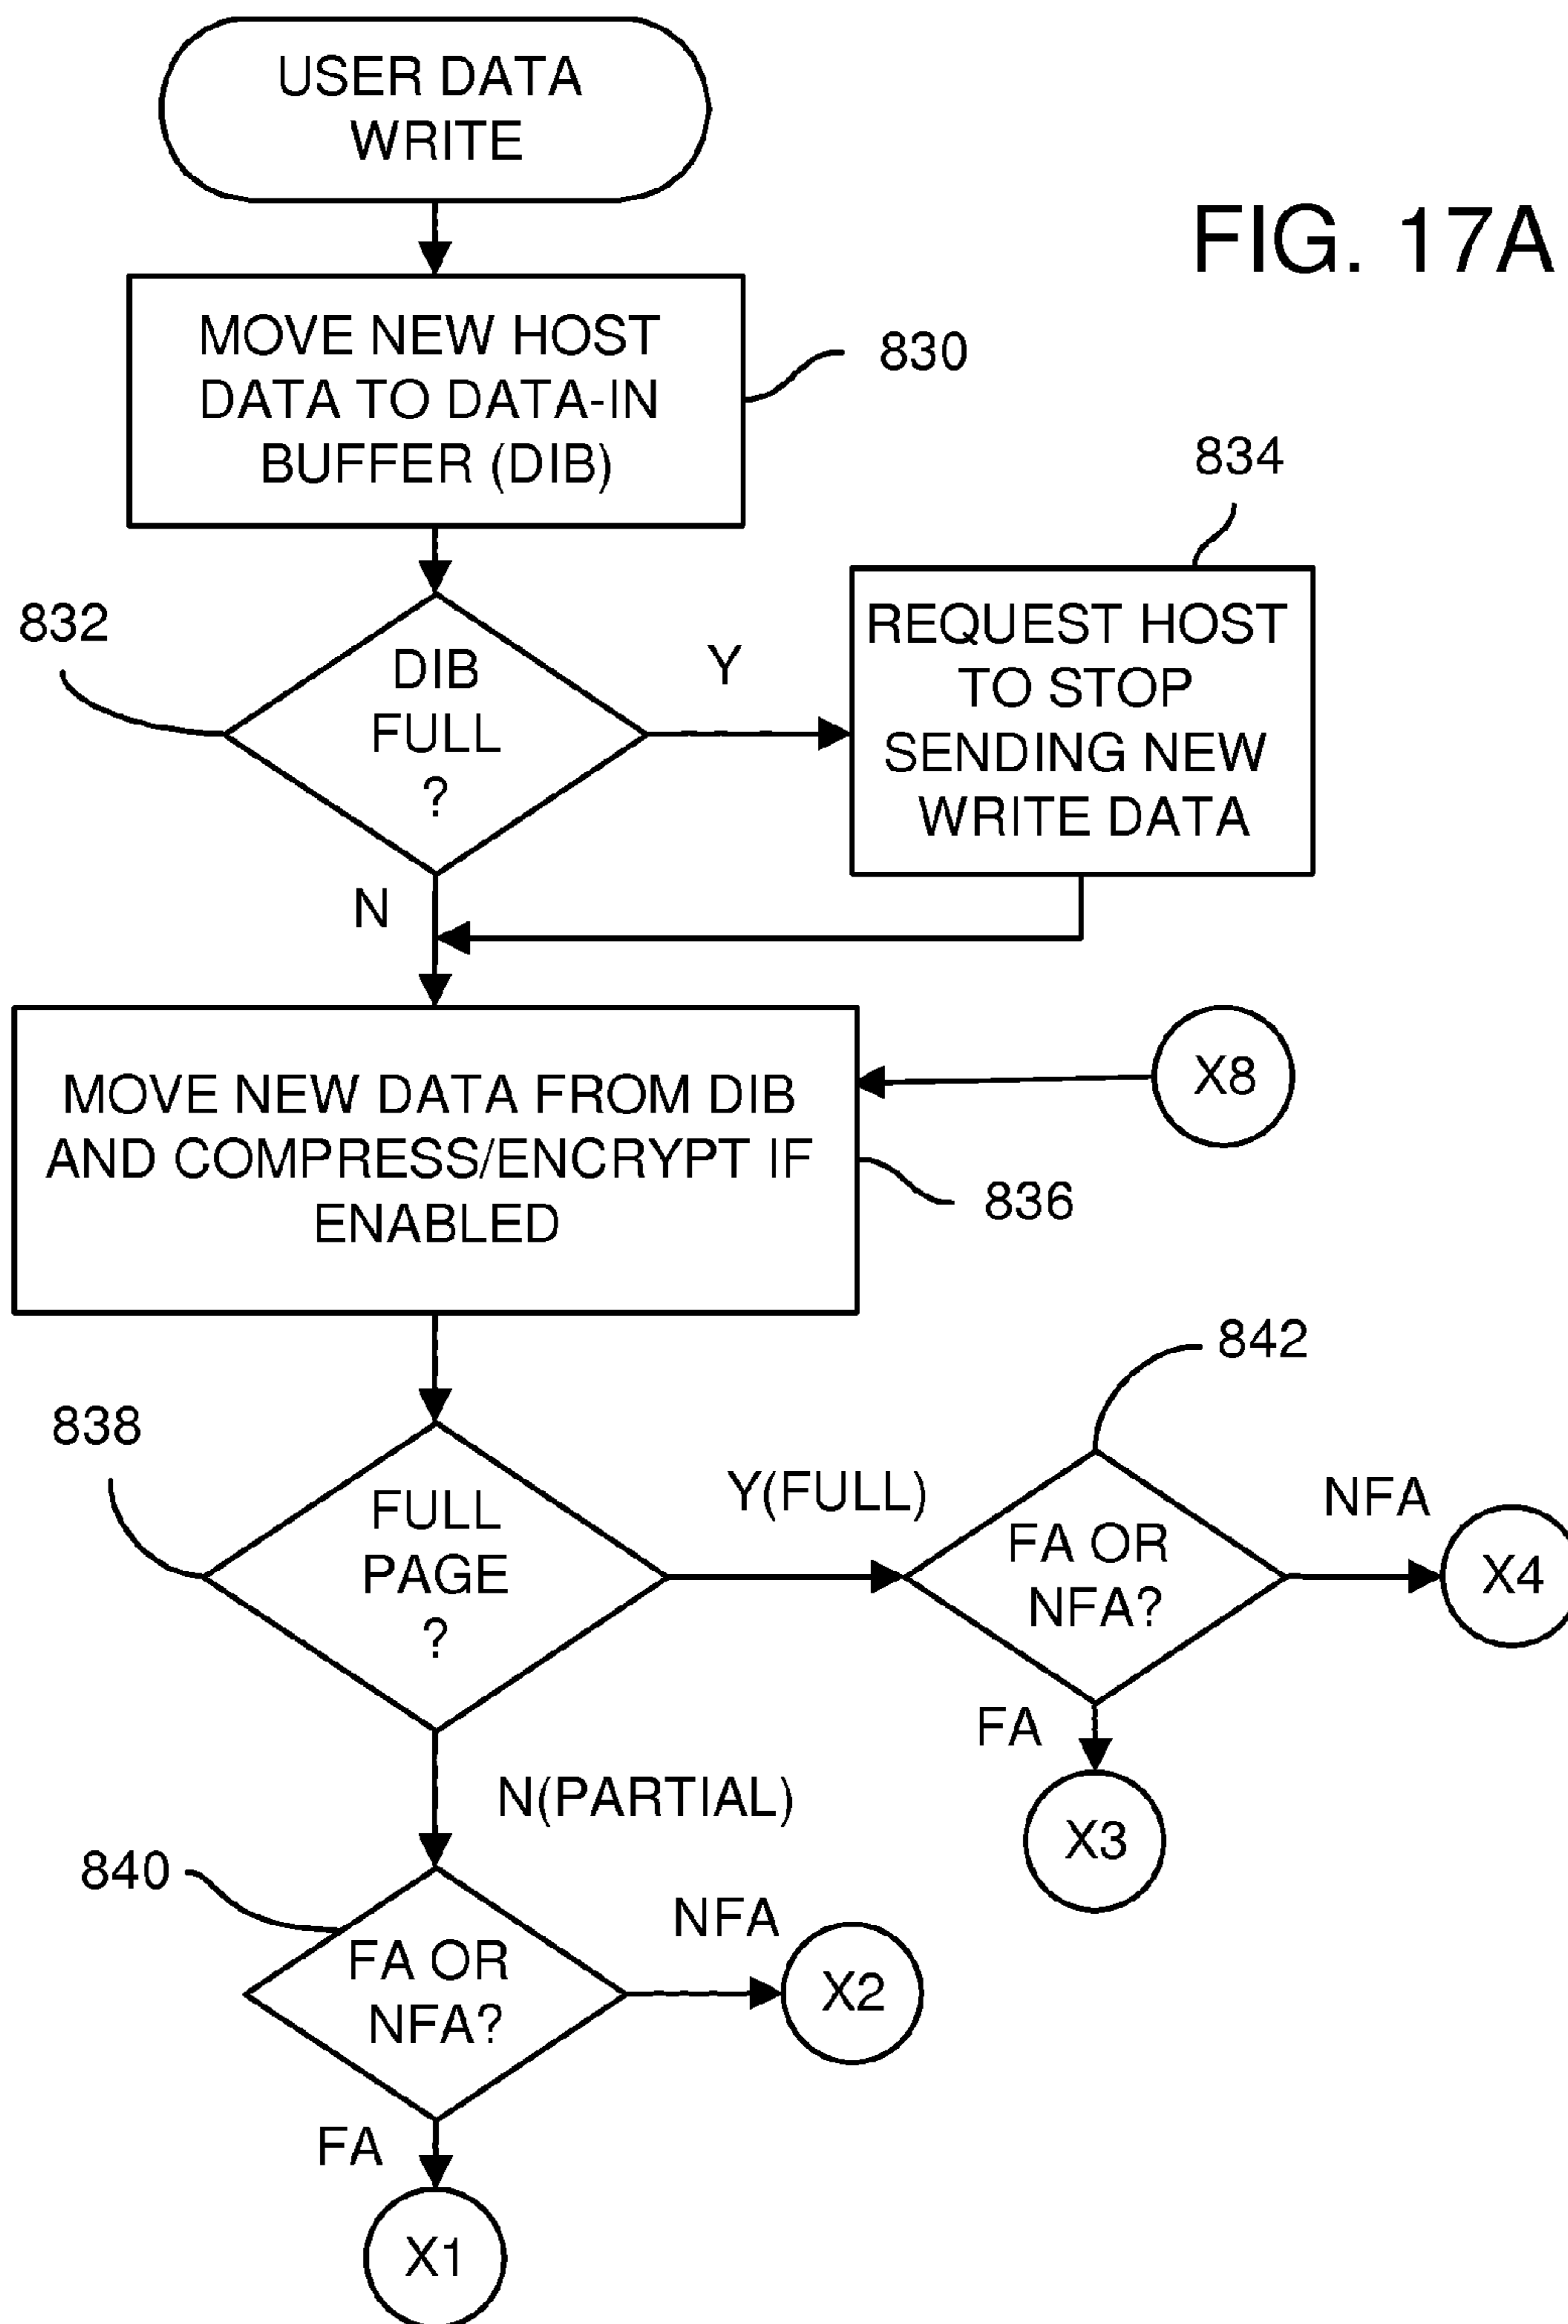 USER DATA
WRITE
FIG. 17A
MOVE NEW HOST
DATA TO DATA-IN
BUFFER (DIB)
830
834
832
DIB
FULL
?
Y
REQUEST HOST
TO STOP
SENDING NEW
WRITE DATA
N
X8
MOVE NEW DATA FROM DIB
AND COMPRESS/ENCRYPT IF
ENABLED
836
842
838
FULL
PAGE
?
Y(FULL)
FA OR
NFA?
NFA
X4
FA
X3
N(PARTIAL)
840
FA OR
NFA?
NFA
X2
FA
X1